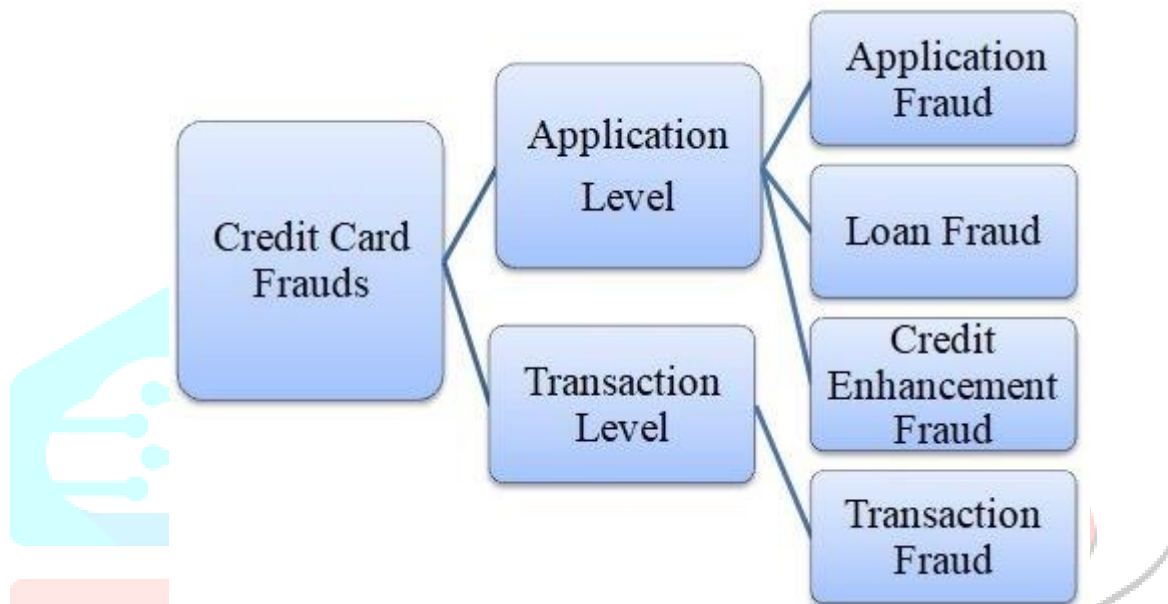 Credit Card
Frauds
Application
Level
Transaction
Level
Application
Fraud
Loan Fraud
Credit
Enhancement
Fraud
Transaction
Fraud